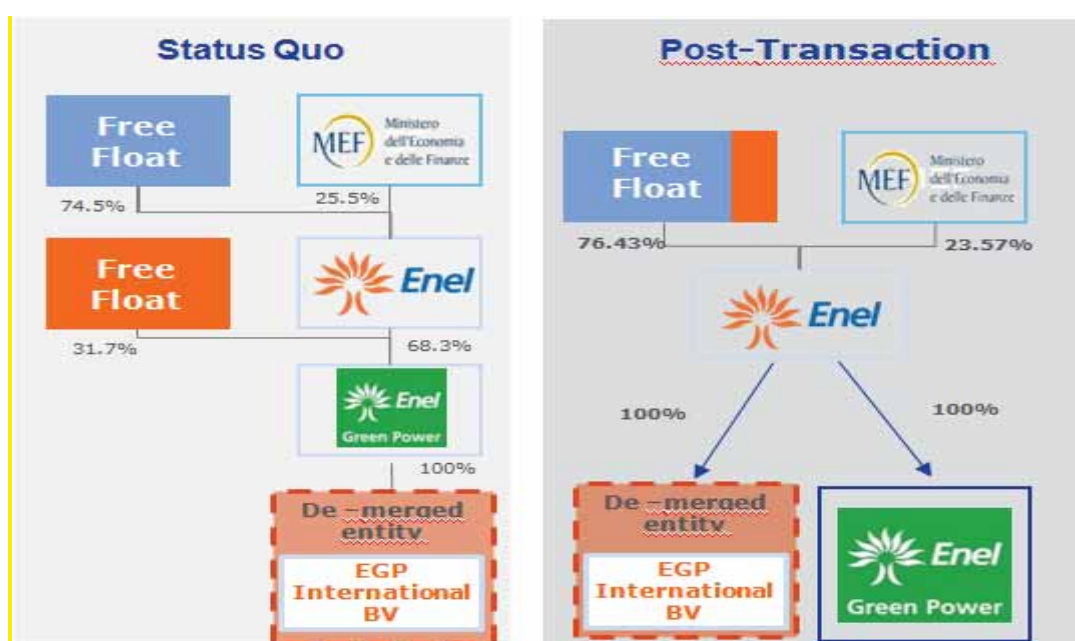 Status Quo
Free
Float
MEF
Ministero
dell'Economia
e delle Finanze
74.5%
25.5%
Free
Float
Enel
31.7%
68.3%
Enel
Green Power
100%
De -merged
entity
EGP
International
BV
Post-Transaction
Free
Float
MEF
Ministero
dell'Economia
e delle Finanze
76.43%
23.57%
Enel
100%
100%
De -merged
entity
EGP
International
BV
Enel
Green Power